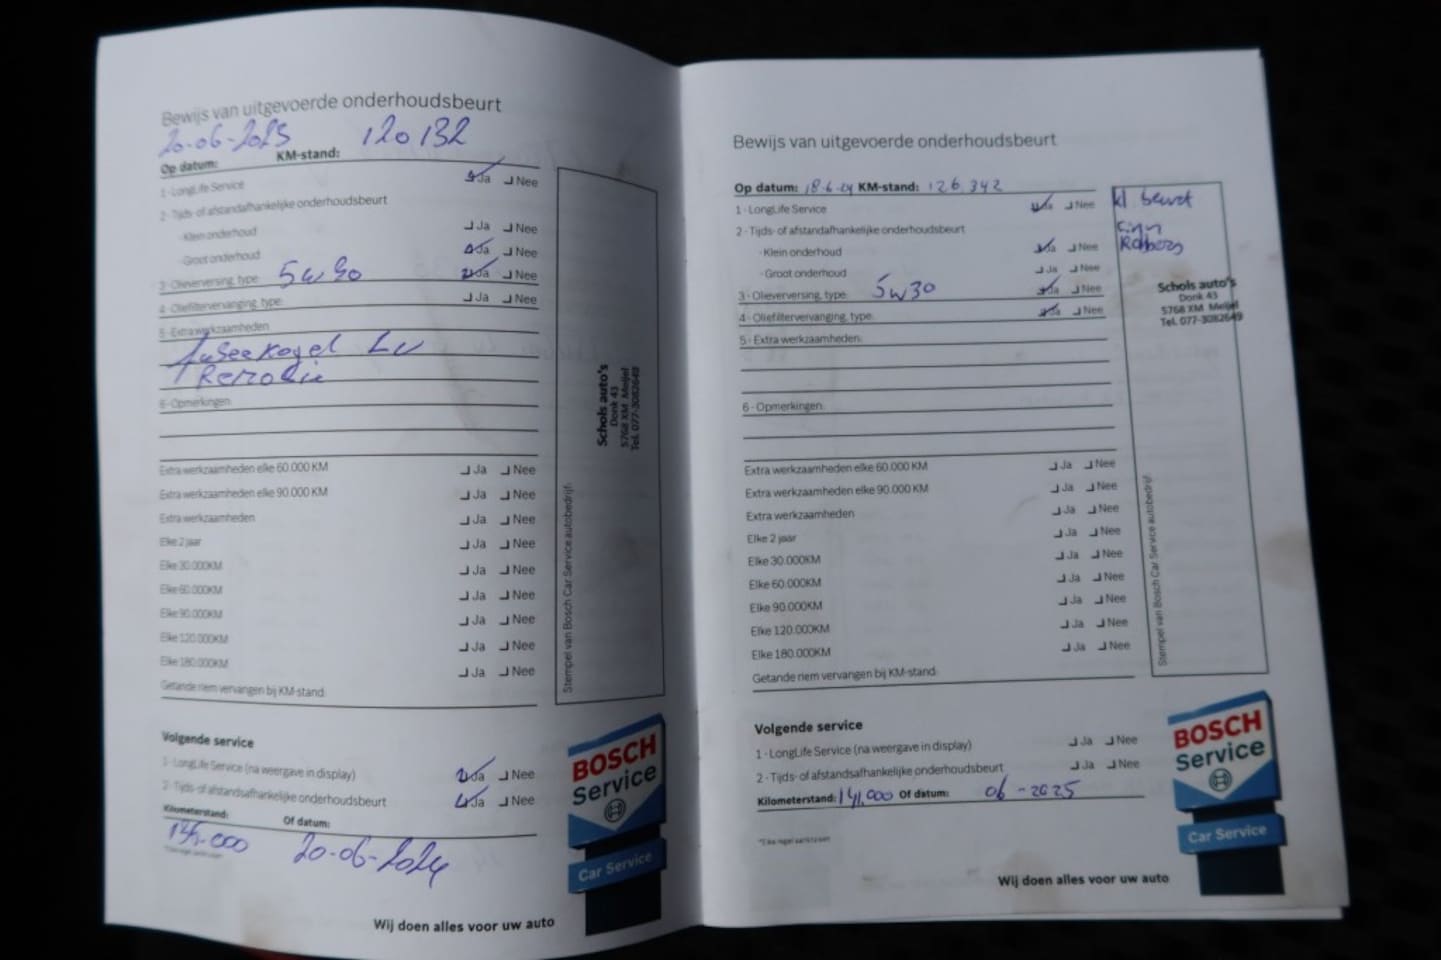 Bewijs van uitgevoerde onderhoudsbeurt
20-06-2023 120132
Op datum: KM-stand:
1 - LongLife Service Ja Nee
2 - Tijds- of afstandafhankelijke onderhoudsbeurt
- Klein onderhoud Ja Nee
- Groot onderhoud Ja Nee
3 - Olieverversing, type: 5w30 Ja Nee
4 - Oliefiltervervanging, type: Ja Nee
5 - Extra werkzaamheden:
Fuseekogel LV
Remolie
6 - Opmerkingen:
Extra werkzaamheden elke 60.000 KM Ja Nee
Extra werkzaamheden elke 90.000 KM Ja Nee
Extra werkzaamheden Ja Nee
Elke 2 jaar Ja Nee
Elke 30.000KM Ja Nee
Elke 60.000KM Ja Nee
Elke 90.000KM Ja Nee
Elke 120.000KM Ja Nee
Elke 180.000KM Ja Nee
Getande riem vervangen bij KM-stand:
Schols auto's
Donk 43
5768 XM Meijel
Tel. 077-3082649
Stempel van Bosch Car Service autobedrijf:
Volgende service
1 - LongLife Service (na weergave in display) Ja Nee
2 - Tijds- of afstandsafhankelijke onderhoudsbeurt Ja Nee
Kilometerstand: Of datum:
135.000 20-06-2024
BOSCH
Service
Car Service
Wij doen alles voor uw auto
Bewijs van uitgevoerde onderhoudsbeurt
Op datum: 18-6-24 KM-stand: 126.342
1 - LongLife Service Ja Nee
2 - Tijds- of afstandafhankelijke onderhoudsbeurt
- Klein onderhoud Ja Nee
- Groot onderhoud Ja Nee
3 - Olieverversing, type: 5w30 Ja Nee
4 - Oliefiltervervanging, type: Ja Nee
5 - Extra werkzaamheden:
6 - Opmerkingen:
Extra werkzaamheden elke 60.000 KM Ja Nee
Extra werkzaamheden elke 90.000 KM Ja Nee
Extra werkzaamheden Ja Nee
Elke 2 jaar Ja Nee
Elke 30.000KM Ja Nee
Elke 60.000KM Ja Nee
Elke 90.000KM Ja Nee
Elke 120.000KM Ja Nee
Elke 180.000KM Ja Nee
Getande riem vervangen bij KM-stand:
kl beurt
Schols auto's
Donk 43
5768 XM Meijel
Tel. 077-3082649
Stempel van Bosch Car Service autobedrijf:
Volgende service
1 - LongLife Service (na weergave in display) Ja Nee
2 - Tijds- of afstandsafhankelijke onderhoudsbeurt Ja Nee
Kilometerstand: 141.000 Of datum: 06-2025
BOSCH
Service
Car Service
Wij doen alles voor uw auto